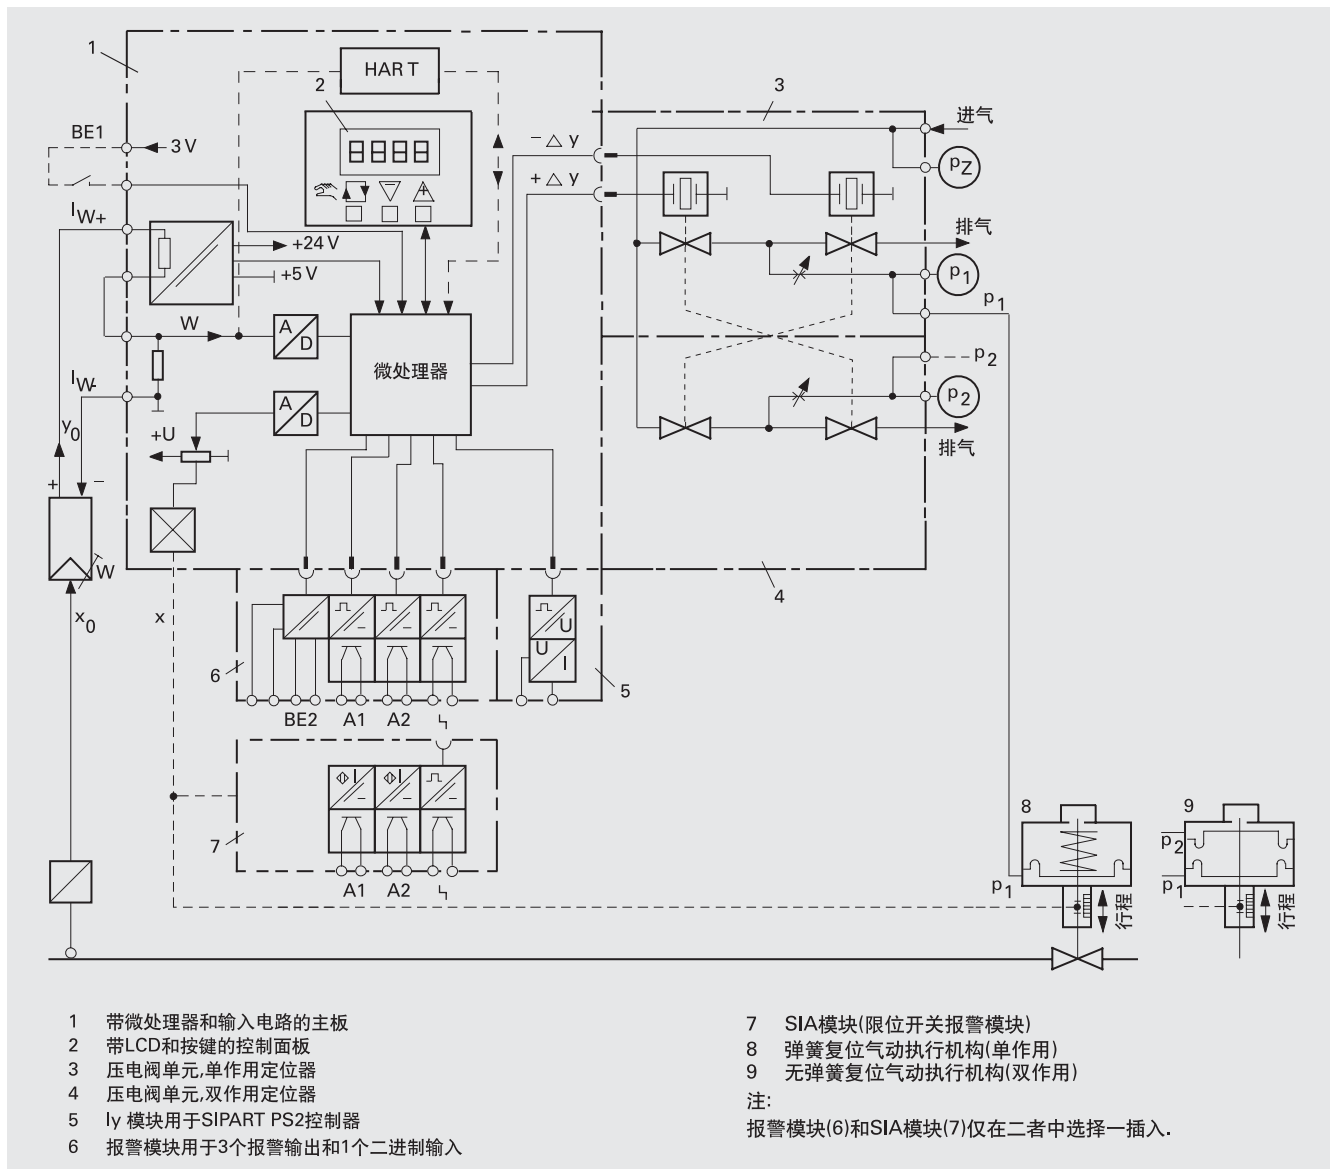 1
HART
2
3
BE1
3 V
− △ y
+ △ y
进气
pZ
IW+
+24 V
+5 V
排气
p1
p1
W
A
D
微处理器
p2
IW-
A
D
p2
y0
+U
排气
+
−
W
4
x0
x
U
U
I
6
5
BE2
A1
A2
I
I
7
A1
A2
8
9
p2
p1
p1
行程
行程
1 带微处理器和输入电路的主板
2 带LCD和按键的控制面板
3 压电阀单元,单作用定位器
4 压电阀单元,双作用定位器
5 Iy 模块用于SIPART PS2控制器
6 报警模块用于3个报警输出和1个二进制输入
7 SIA模块(限位开关报警模块)
8 弹簧复位气动执行机构(单作用)
9 无弹簧复位气动执行机构(双作用)
注:
报警模块(6)和SIA模块(7)仅在二者中选择一插入.